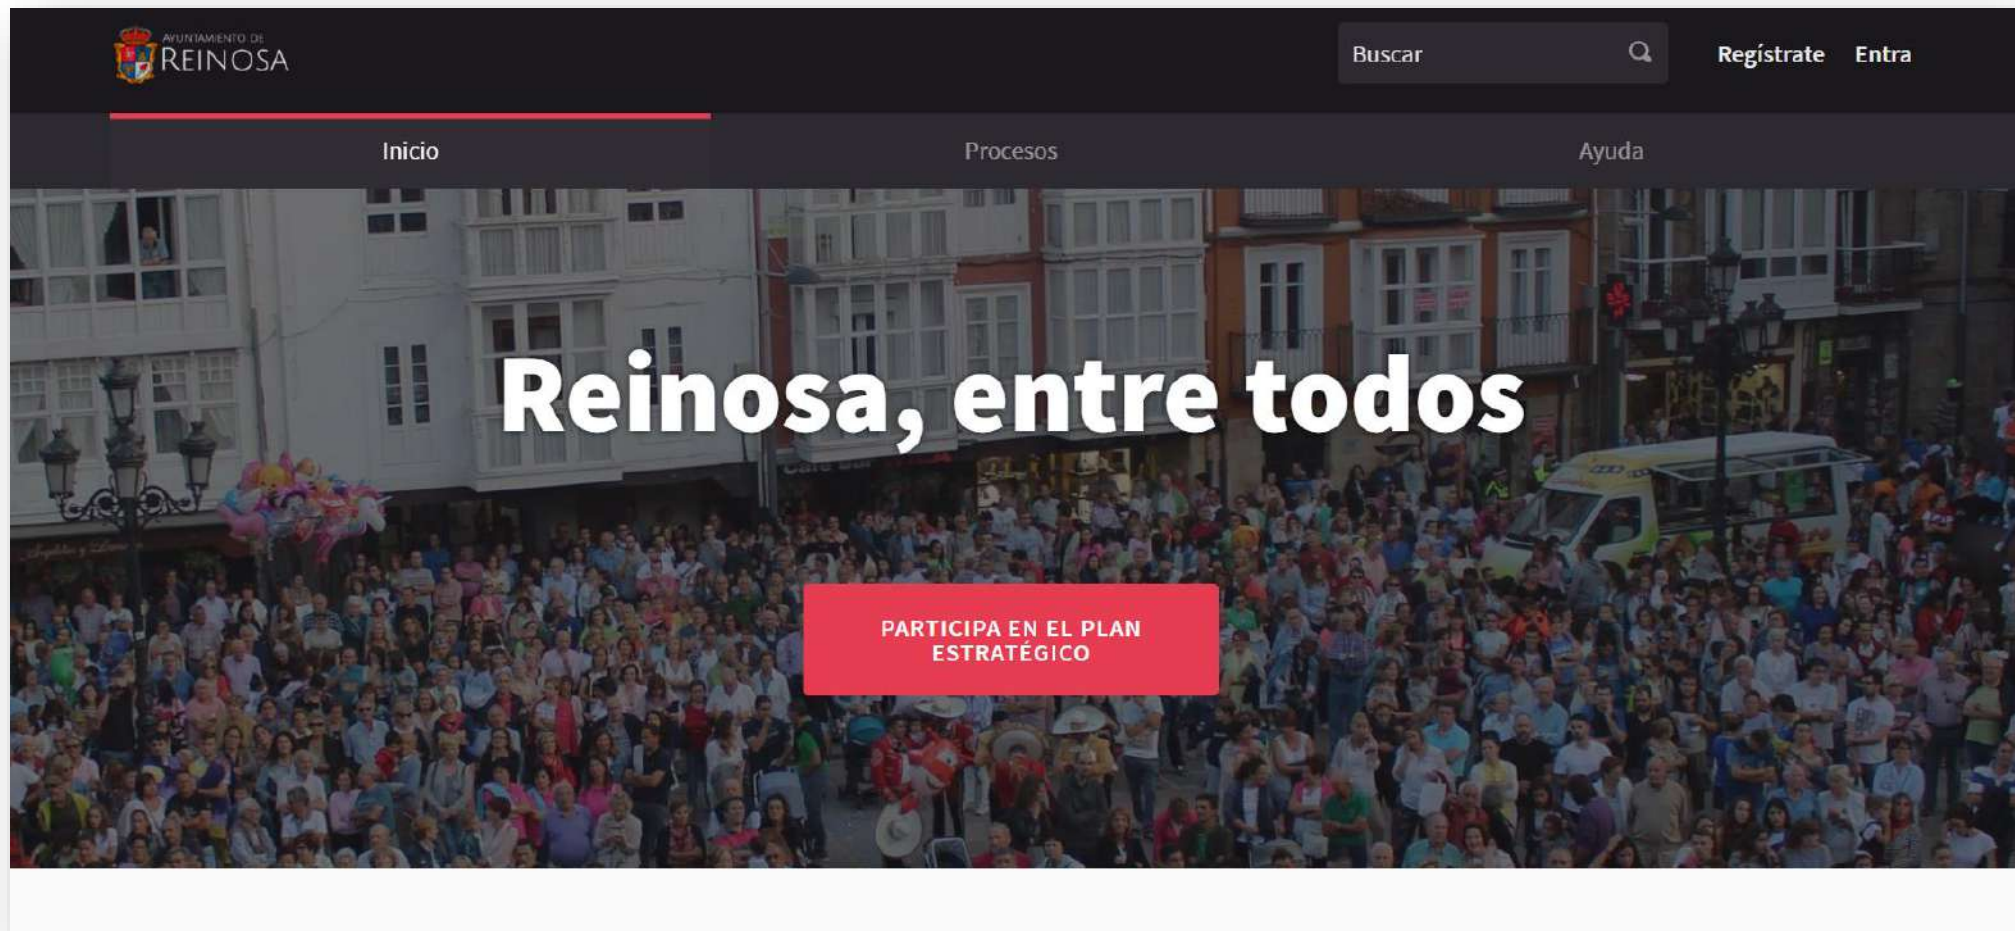 AYUNTAMIENTO DE
REINOSA
Buscar
Regístrate Entra
Inicio Procesos Ayuda
Reinosa, entre todos
PARTICIPA EN EL PLAN
ESTRATÉGICO